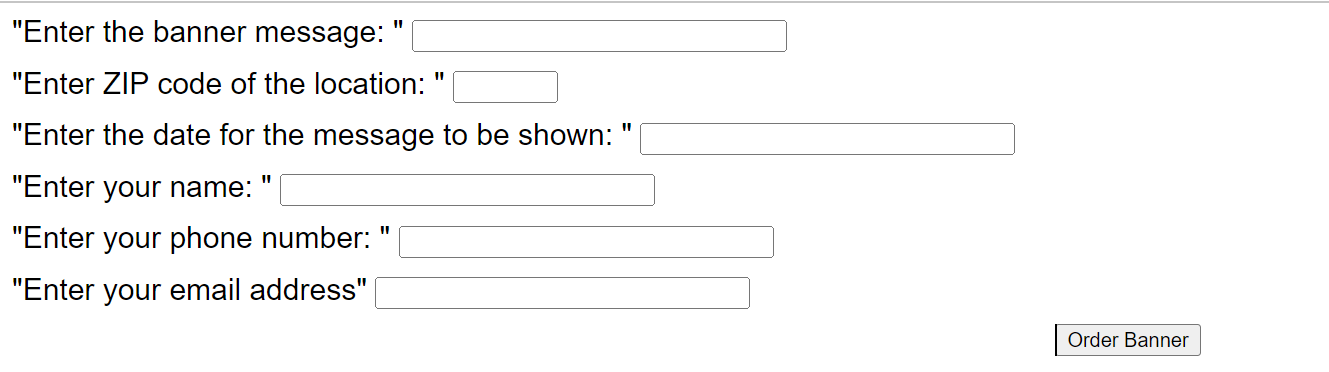 "Enter the banner message: "
"Enter ZIP code of the location: "
"Enter the date for the message to be shown: "
"Enter your name: "
"Enter your phone number: "
"Enter your email address"
Order Banner